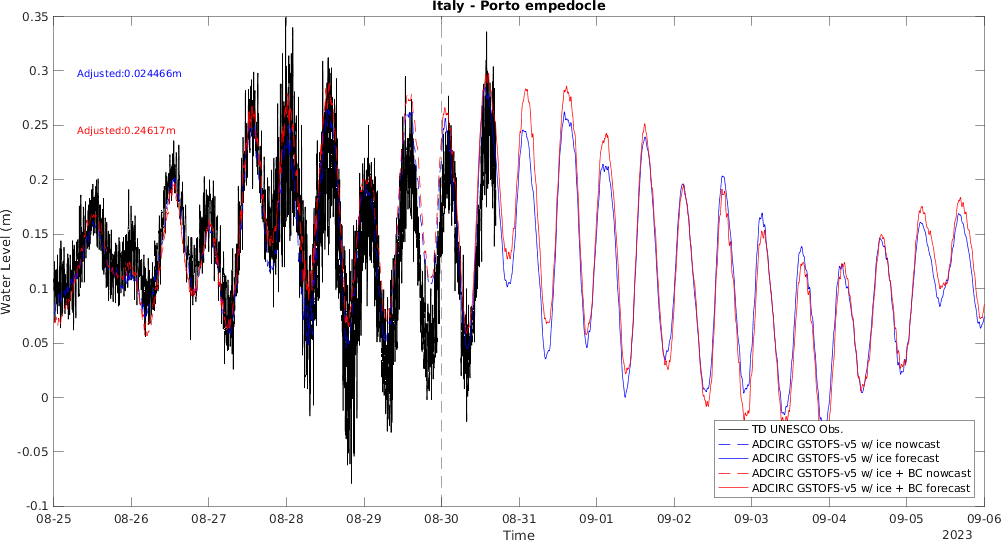 Italy - Porto empedocle
0.35
0.3
0.25
0.2
0.15
0.1
0.05
0
-0.05
-0.1
Water Level (m)
Adjusted:0.024466m
Adjusted:0.24617m
TD UNESCO Obs.
ADCIRC GSTOFS-v5 w/ ice nowcast
ADCIRC GSTOFS-v5 w/ ice forecast
ADCIRC GSTOFS-v5 w/ ice + BC nowcast
ADCIRC GSTOFS-v5 w/ ice + BC forecast
08-25 08-26 08-27 08-28 08-29 08-30 08-31 09-01 09-02 09-03 09-04 09-05 09-06
Time
2023